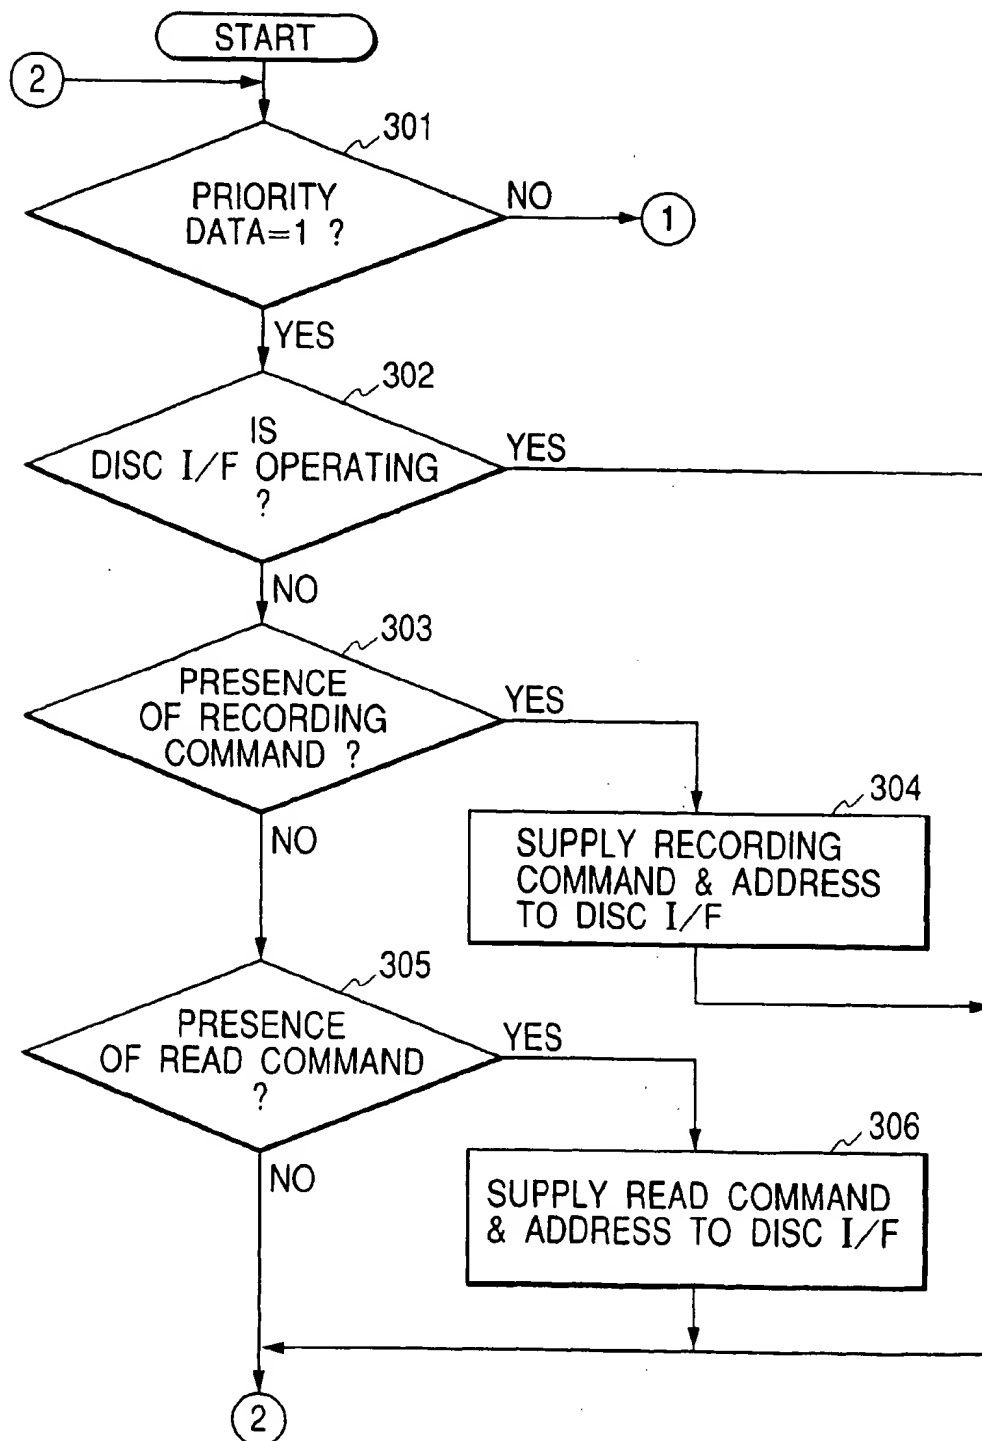 START
2
301
PRIORITY
DATA=1 ?
NO
1
YES
302
IS
DISC I/F OPERATING
?
YES
NO
303
PRESENCE
OF RECORDING
COMMAND ?
YES
NO
304
SUPPLY RECORDING
COMMAND & ADDRESS
TO DISC I/F
305
PRESENCE
OF READ COMMAND
?
YES
NO
306
SUPPLY READ COMMAND
& ADDRESS TO DISC I/F
2